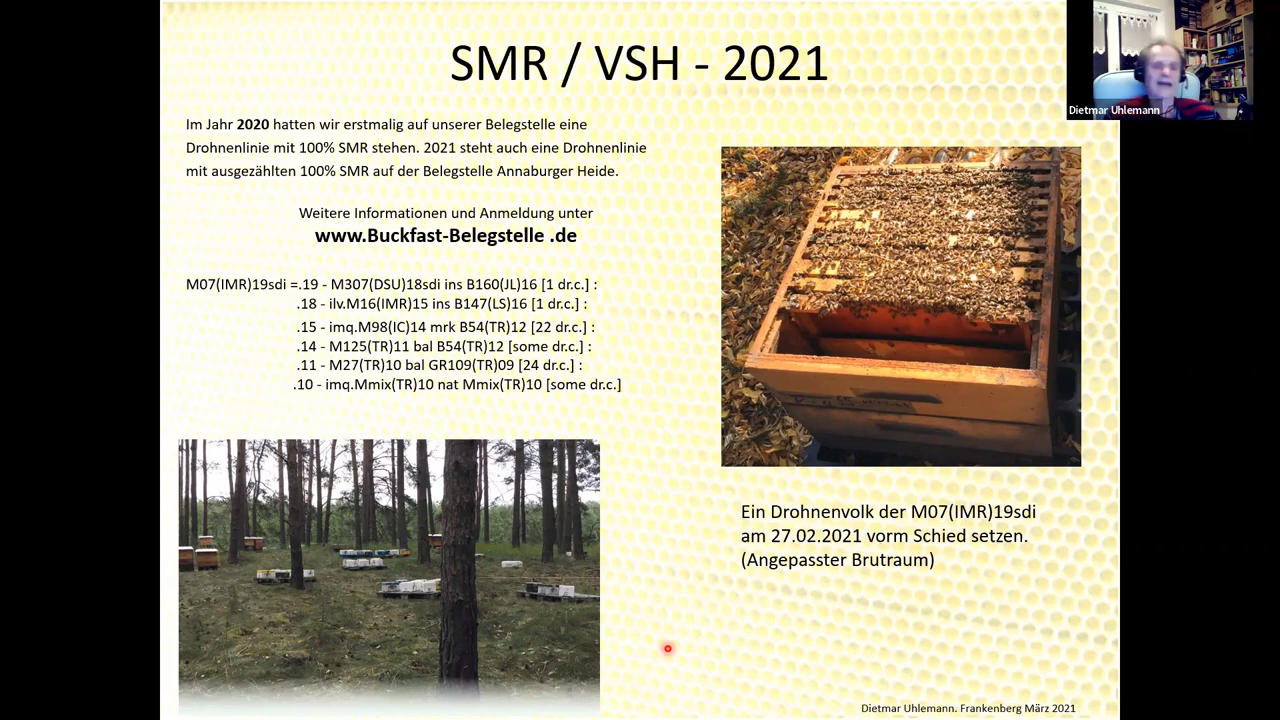 SMR / VSH - 2021
Dietmar Uhlemann
Im Jahr 2020 hatten wir erstmalig auf unserer Belegstelle eine
Drohnenlinie mit 100% SMR stehen. 2021 steht auch eine Drohnenlinie
mit ausgezählten 100% SMR auf der Belegstelle Annaburger Heide.
Weitere Informationen und Anmeldung unter
www.Buckfast-Belegstelle .de
M07(IMR)19sdi =.19 - M307(DSU)18sdi ins B160(JL)16 [1 dr.c.] :
.18 - ilv.M16(IMR)15 ins B147(LS)16 [1 dr.c.] :
.15 - imq.M98(IC)14 mrk B54(TR)12 [22 dr.c.] :
.14 - M125(TR)11 bal B54(TR)12 [some dr.c.] :
.11 - M27(TR)10 bal GR109(TR)09 [24 dr.c.] :
.10 - imq.Mmix(TR)10 nat Mmix(TR)10 [some dr.c.]
Ein Drohnenvolk der M07(IMR)19sdi
am 27.02.2021 vorm Schied setzen.
(Angepasster Brutraum)
Dietmar Uhlemann. Frankenberg März 2021